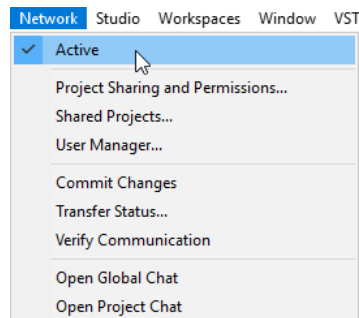 Network Studio Workspaces Window VST
Active
Project Sharing and Permissions...
Shared Projects...
User Manager...
Commit Changes
Transfer Status...
Verify Communication
Open Global Chat
Open Project Chat